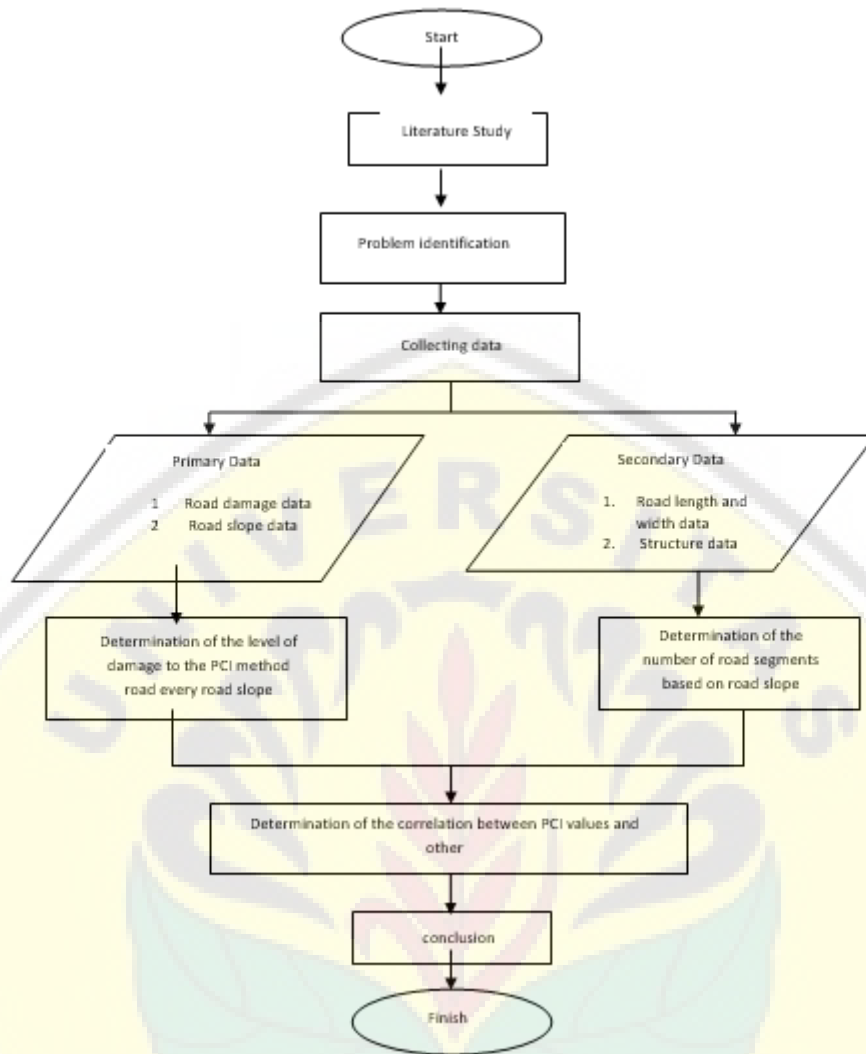 Start
Literature Study
Problem identification
Collecting data
Primary Data
1 Road damage data
2 Road slope data
Secondary Data
1. Road length and
width data
2. Structure data
Determination of the level of
damage to the PCI method
road every road slope
Determination of the
number of road segments
based on road slope
Determination of the correlation between PCI values and
other
conclusion
Finish
UNIVERSITAS